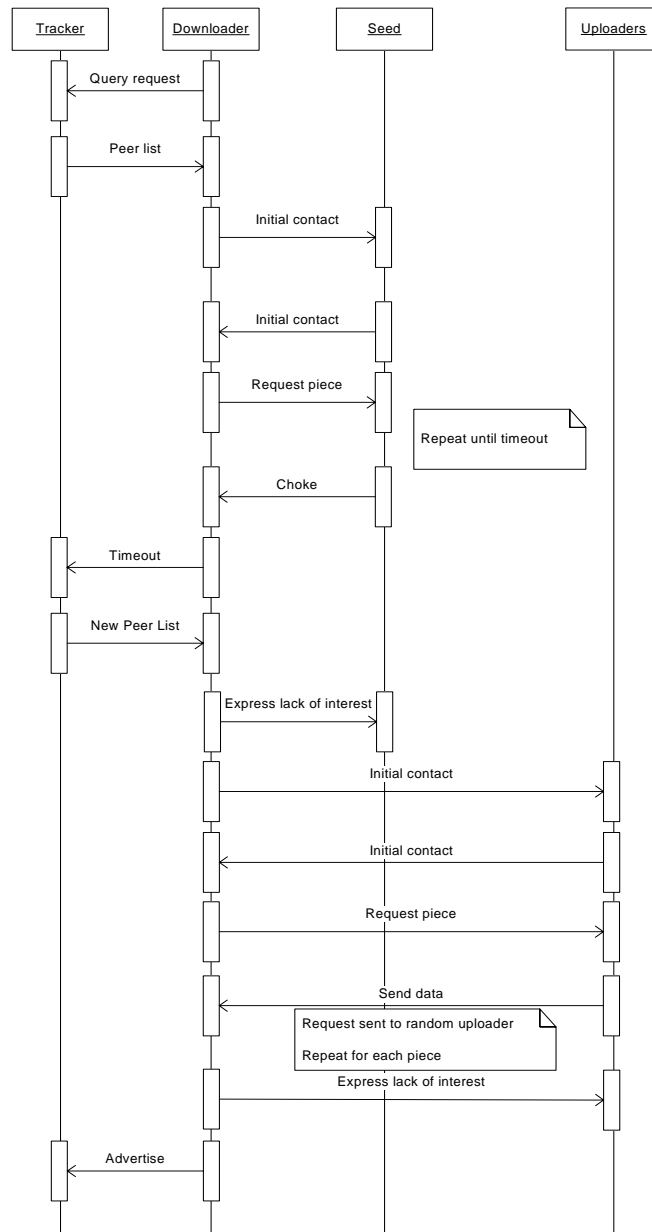 Tracker
Downloader
Seed
Uploaders
Query request
Peer list
Initial contact
Initial contact
Request piece
Repeat until timeout
Choke
Timeout
New Peer List
Express lack of interest
Initial contact
Initial contact
Request piece
Send data
Request sent to random uploader
Repeat for each piece
Express lack of interest
Advertise